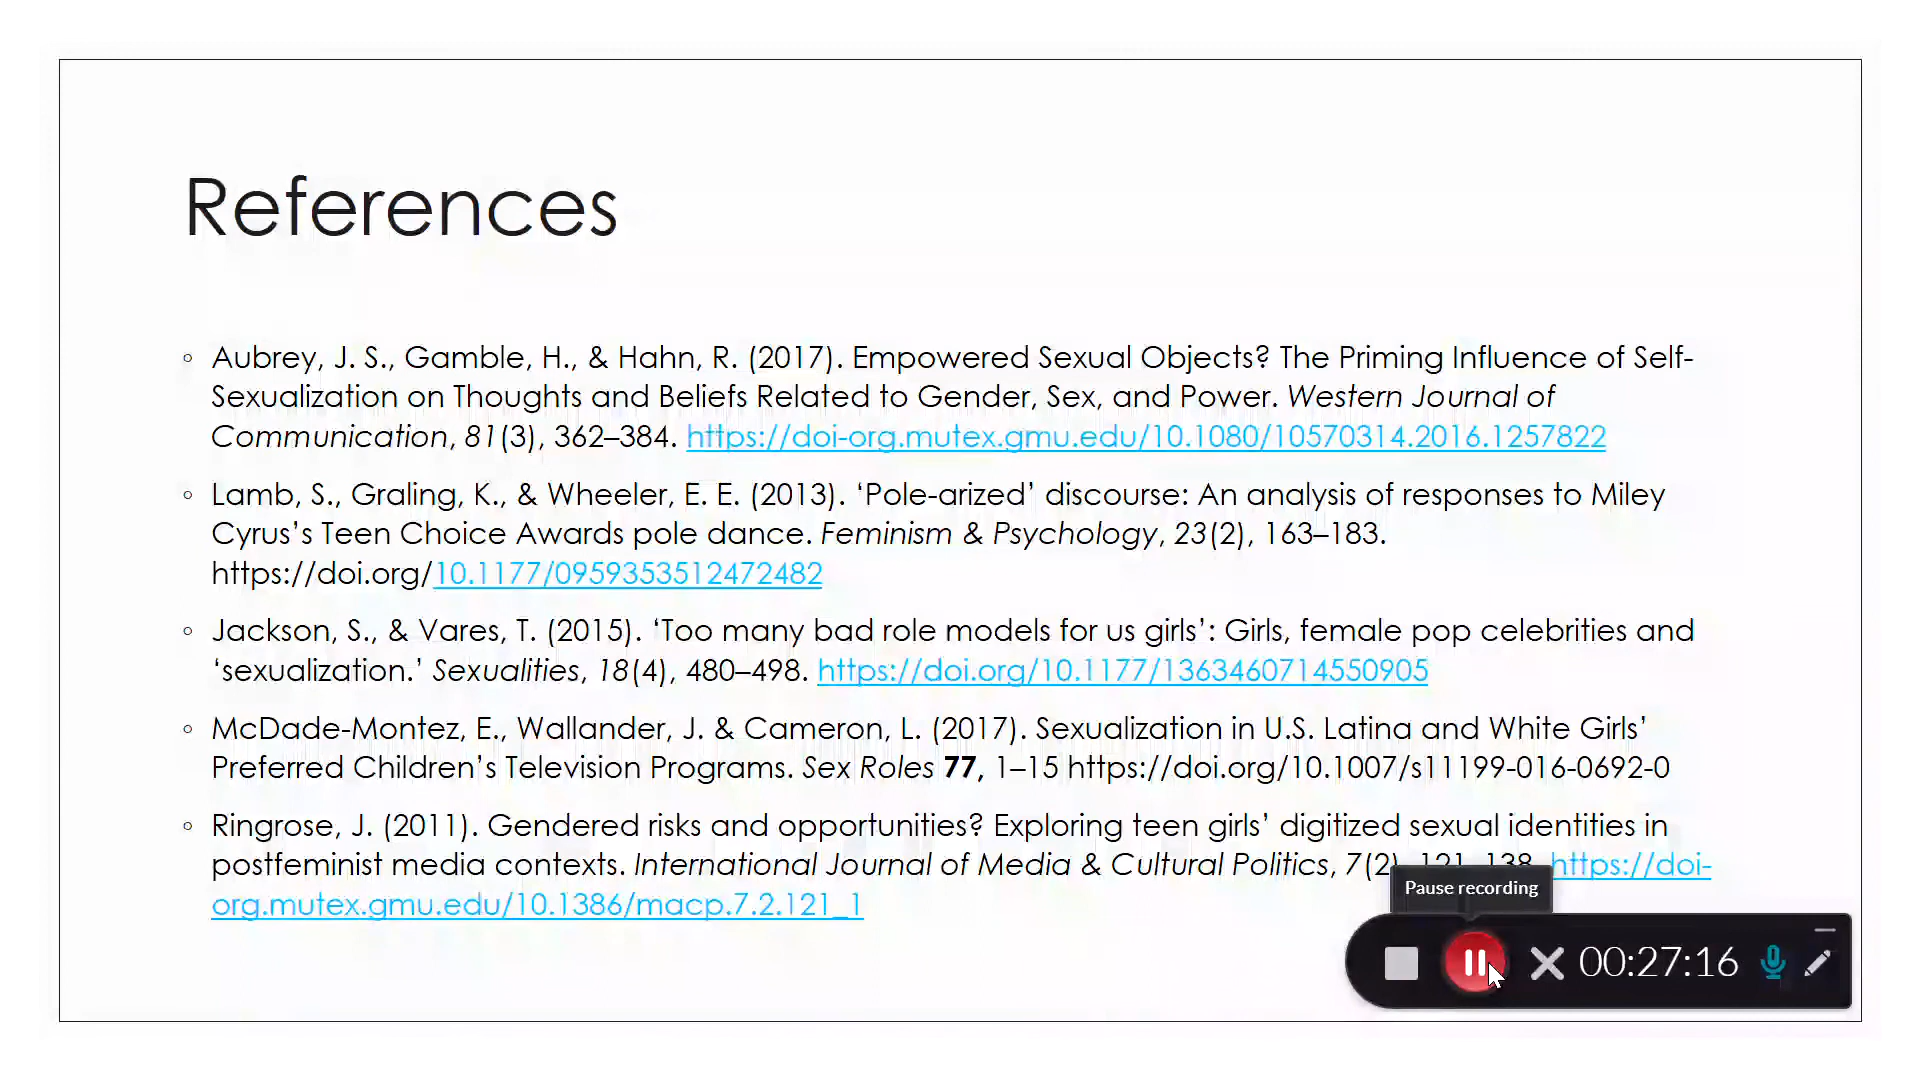 References
◦ Aubrey, J. S., Gamble, H., & Hahn, R. (2017). Empowered Sexual Objects? The Priming Influence of Self-
Sexualization on Thoughts and Beliefs Related to Gender, Sex, and Power. Western Journal of
Communication, 81(3), 362–384. https://doi-org.mutex.gmu.edu/10.1080/10570314.2016.1257822
◦ Lamb, S., Graling, K., & Wheeler, E. E. (2013). ‘Pole-arized’ discourse: An analysis of responses to Miley
Cyrus’s Teen Choice Awards pole dance. Feminism & Psychology, 23(2), 163–183.
https://doi.org/10.1177/0959353512472482
◦ Jackson, S., & Vares, T. (2015). ‘Too many bad role models for us girls’: Girls, female pop celebrities and
‘sexualization.’ Sexualities, 18(4), 480–498. https://doi.org/10.1177/1363460714550905
◦ McDade-Montez, E., Wallander, J. & Cameron, L. (2017). Sexualization in U.S. Latina and White Girls’
Preferred Children’s Television Programs. Sex Roles 77, 1–15 https://doi.org/10.1007/s11199-016-0692-0
◦ Ringrose, J. (2011). Gendered risks and opportunities? Exploring teen girls’ digitized sexual identities in
postfeminist media contexts. International Journal of Media & Cultural Politics, 7(2), 121–138. https://doi-
org.mutex.gmu.edu/10.1386/macp.7.2.121_1
Pause recording
00:27:16